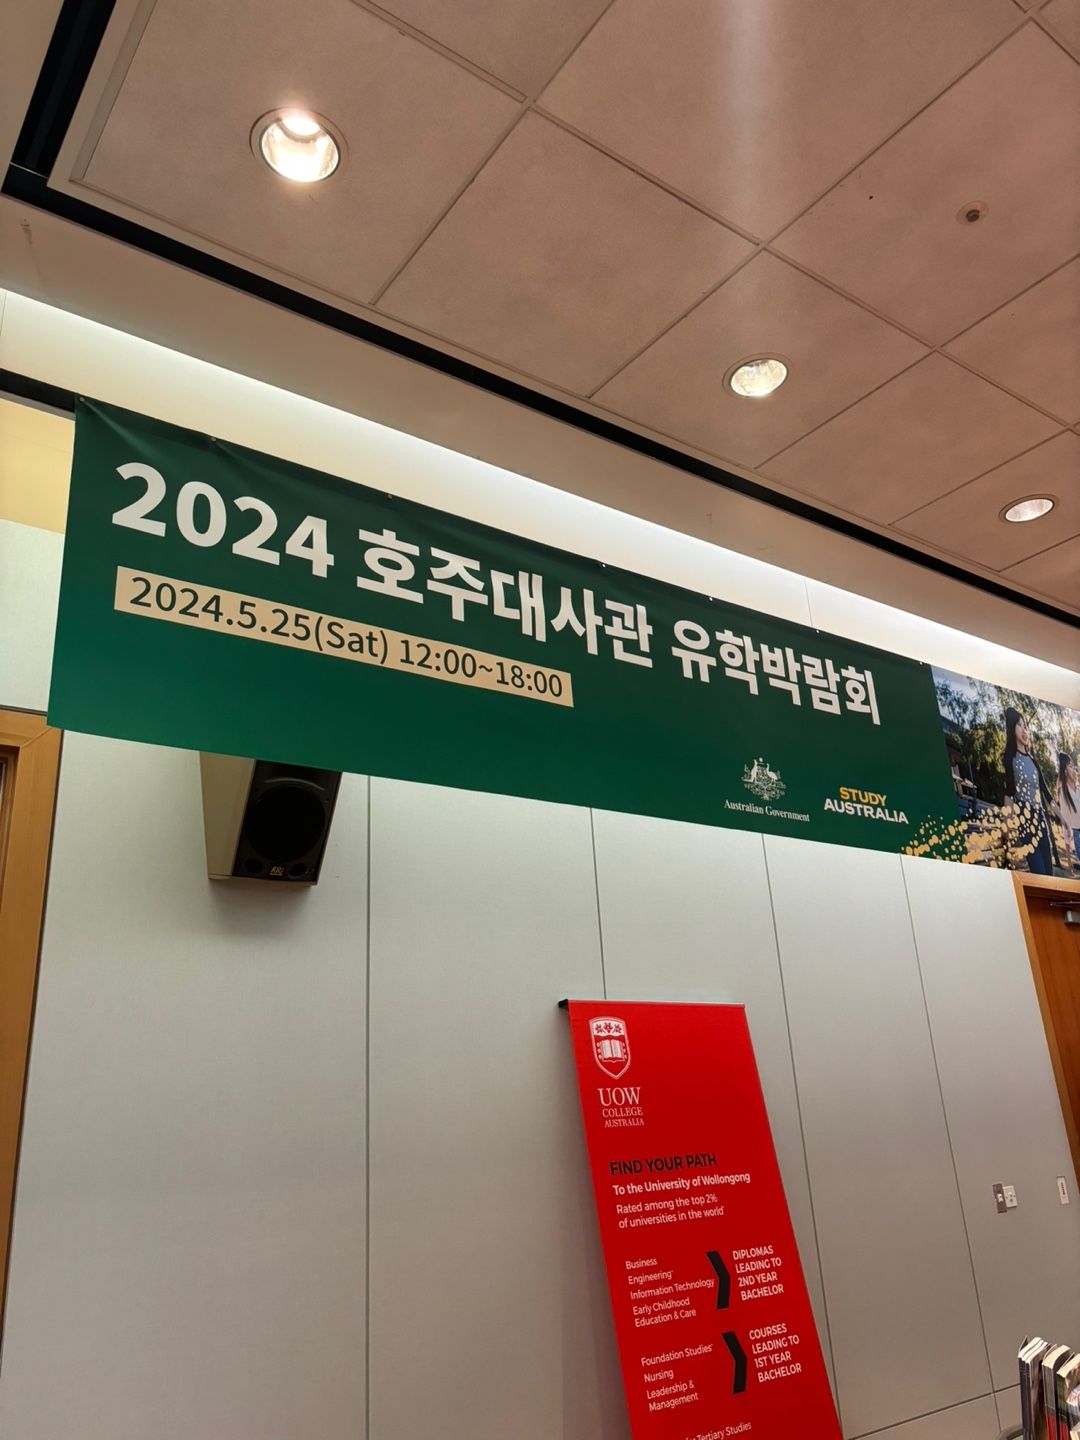 2024 호주대사관 유학박람회
2024.5.25(Sat) 12:00~18:00
Australian Government
STUDY
AUSTRALIA
UOW
COLLEGE
AUSTRALIA
FIND YOUR PATH
To the University of Wollongong
Rated among the top 2%
of universities in the world*
Business
Engineering*
Information Technology
Early Childhood
Education & Care
DIPLOMAS
LEADING TO
2ND YEAR
BACHELOR
Foundation Studies*
Nursing
Leadership &
Management
COURSES
LEADING TO
1ST YEAR
BACHELOR
for Tertiary Studies